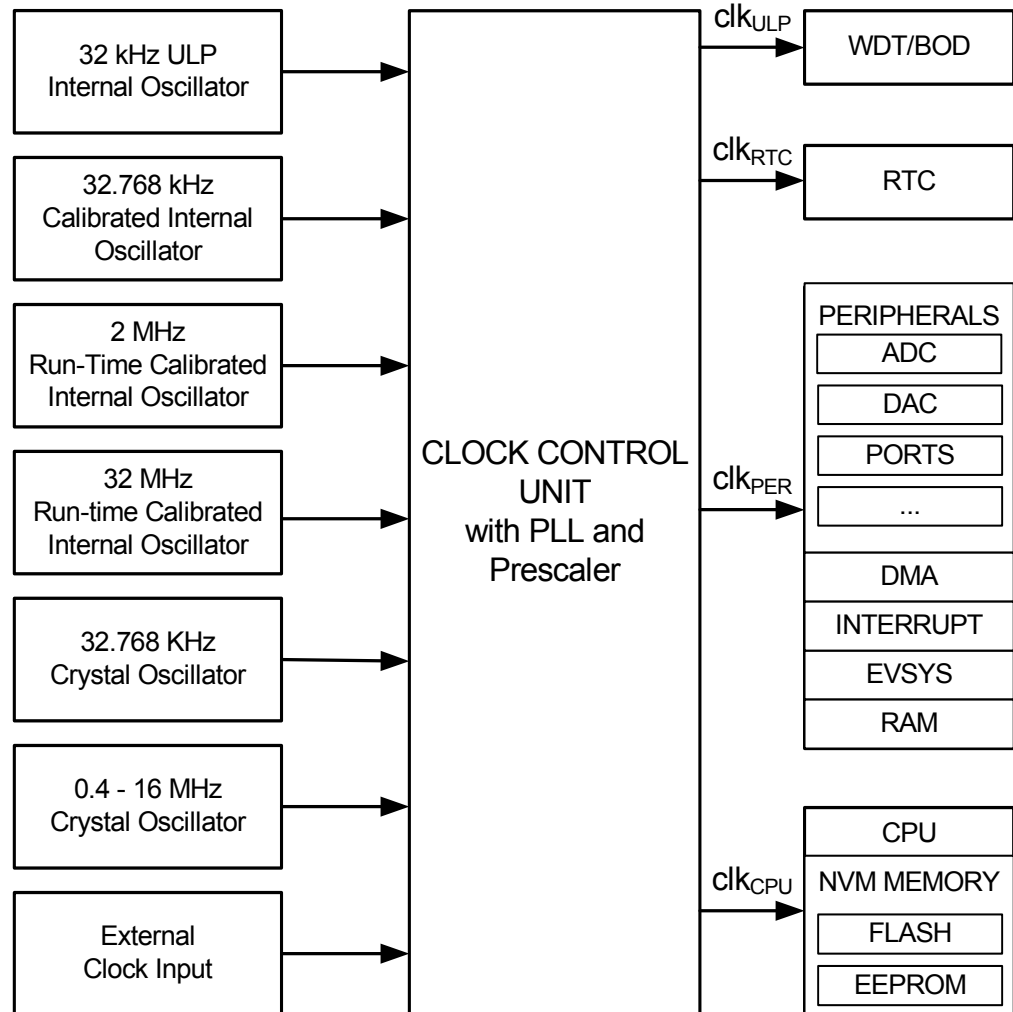 32 kHz ULP
Internal Oscillator
32.768 kHz
Calibrated Internal
Oscillator
2 MHz
Run-Time Calibrated
Internal Oscillator
32 MHz
Run-time Calibrated
Internal Oscillator
32.768 KHz
Crystal Oscillator
0.4 - 16 MHz
Crystal Oscillator
External
Clock Input
CLOCK CONTROL
UNIT
with PLL and
Prescaler
clkULP
WDT/BOD
clkRTC
RTC
clkPER
PERIPHERALS
ADC
DAC
PORTS
...
DMA
INTERRUPT
EVSYS
RAM
clkCPU
CPU
NVM MEMORY
FLASH
EEPROM